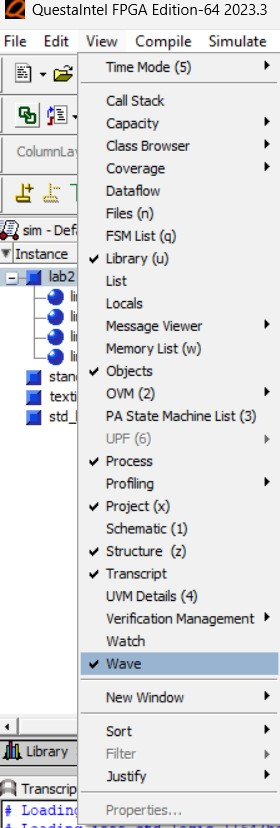 QuestaIntel FPGA Edition-64 2023.3
File Edit View Compile Simulate
Time Mode (5)
Call Stack
Capacity
Class Browser
Coverage
Dataflow
Files (n)
FSM List (q)
Library (u)
List
Locals
Message Viewer
Memory List (w)
Objects
OVM (2)
PA State Machine List (3)
UPF (6)
Process
Profiling
Project (x)
Schematic (1)
Structure (z)
Transcript
UVM Details (4)
Verification Management
Watch
Wave
New Window
Sort
Filter
Justify
Properties...
ColumnLay
sim - Defa
Instance
lab2
stan
texti
std_l
Library
Transcrip
# Loading